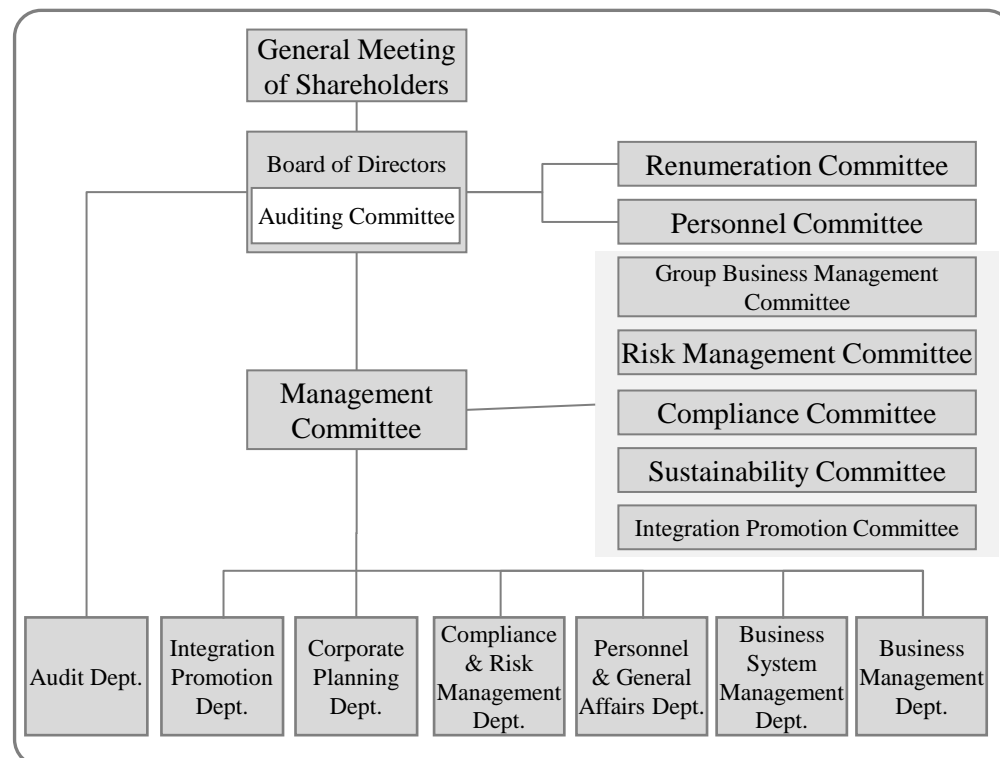 General Meeting
of Shareholders
Board of Directors
Auditing Committee
Renumeration Committee
Personnel Committee
Group Business Management
Committee
Risk Management Committee
Management
Committee
Compliance Committee
Sustainability Committee
Integration Promotion Committee
Audit Dept.
Integration
Promotion
Dept.
Corporate
Planning
Dept.
Compliance
& Risk
Management
Dept.
Personnel
& General
Affairs Dept.
Business
System
Management
Dept.
Business
Management
Dept.